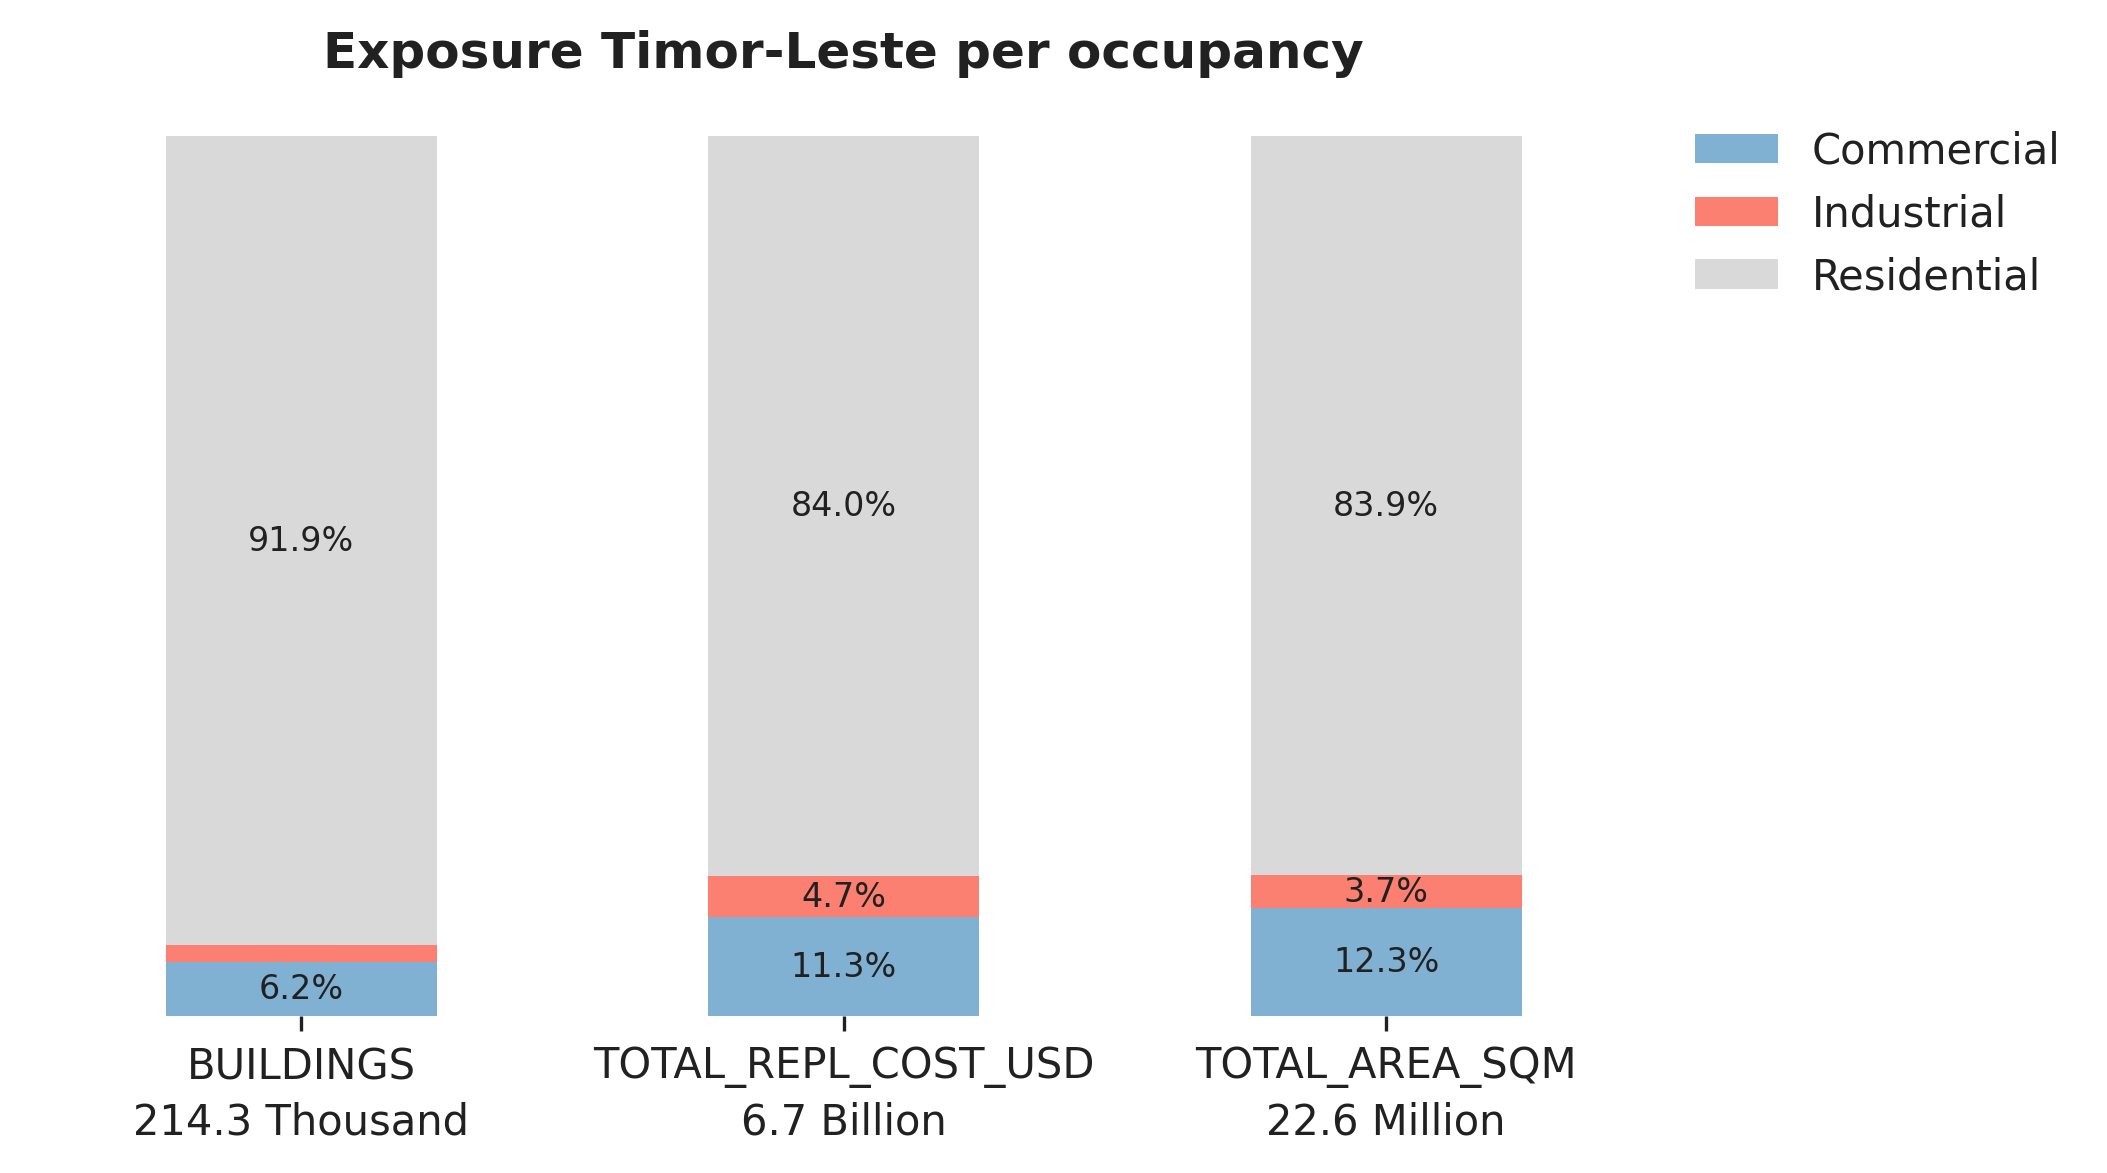 Exposure Timor-Leste per occupancy
Commercial
Industrial
Residential
91.9%
84.0%
83.9%
4.7%
3.7%
6.2%
11.3%
12.3%
BUILDINGS
214.3 Thousand
TOTAL_REPL_COST_USD
6.7 Billion
TOTAL_AREA_SQM
22.6 Million